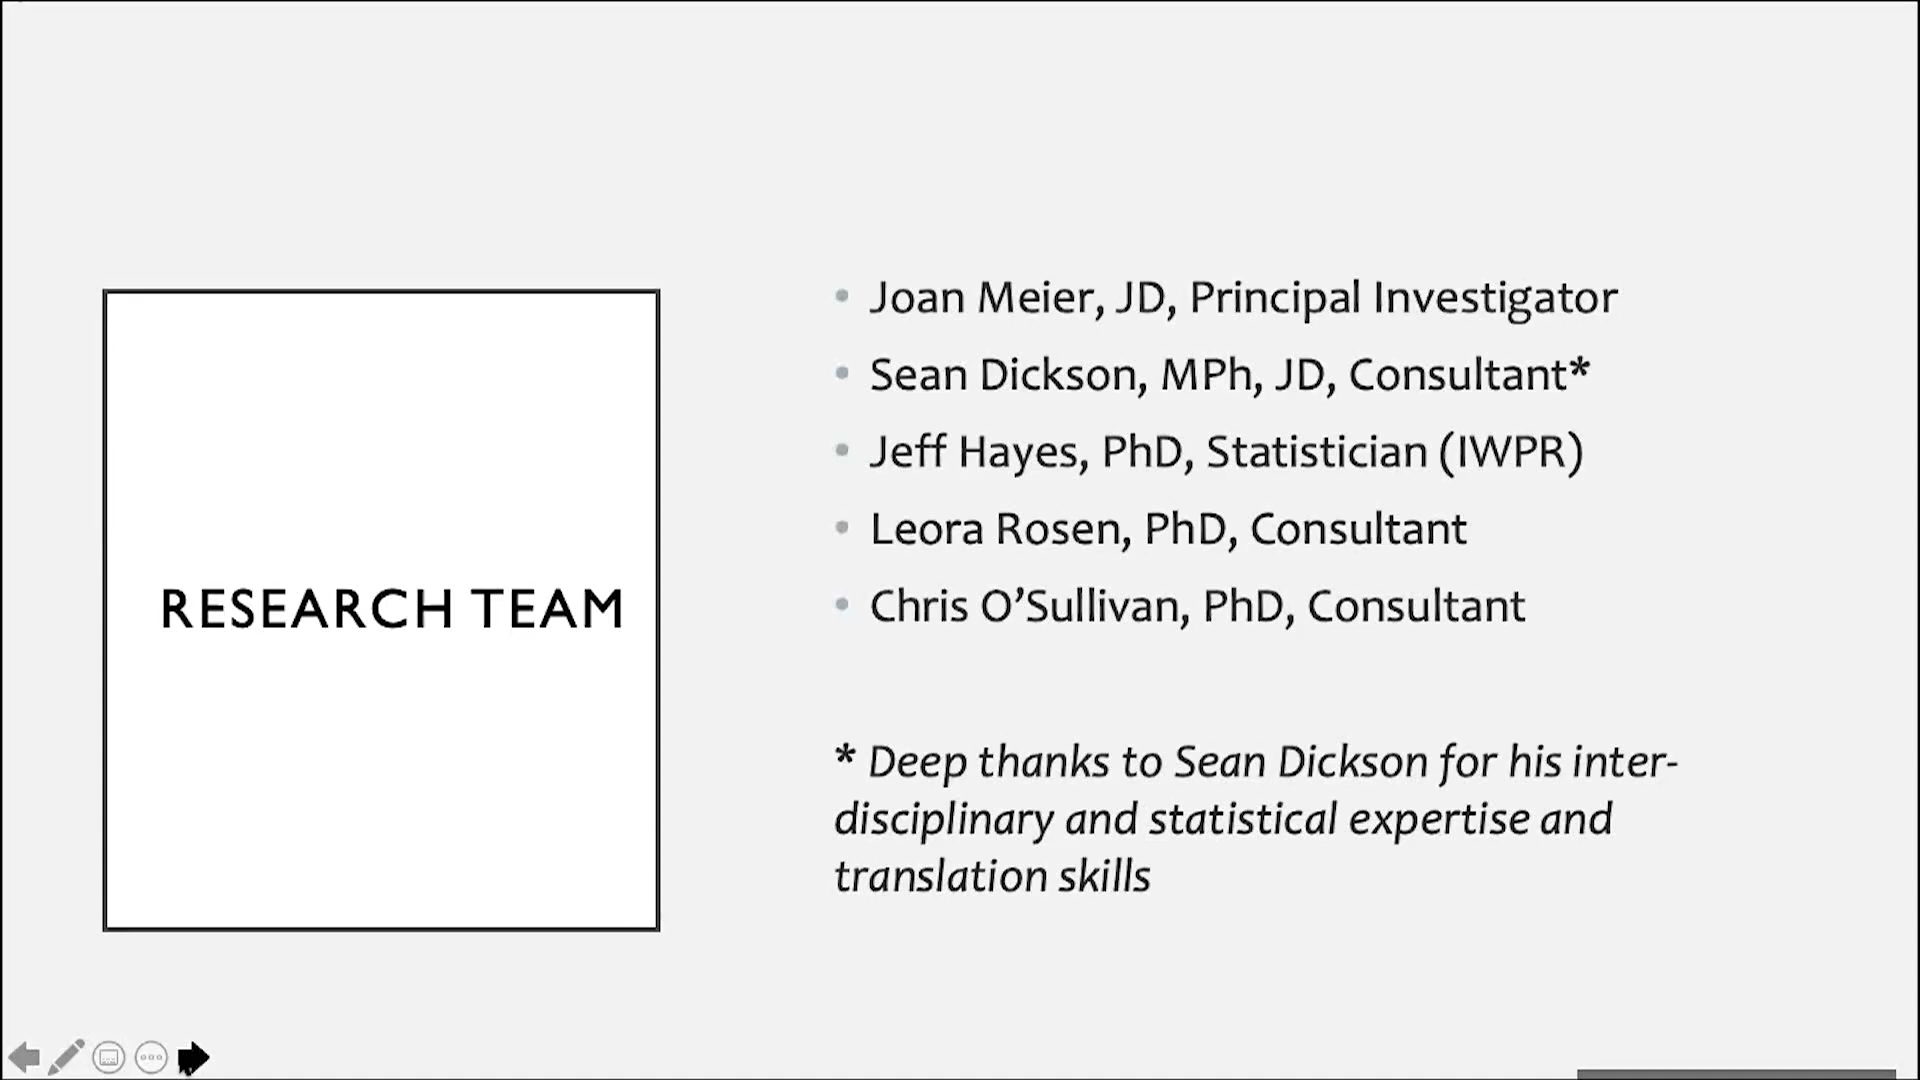 RESEARCH TEAM
• Joan Meier, JD, Principal Investigator
• Sean Dickson, MPh, JD, Consultant*
• Jeff Hayes, PhD, Statistician (IWPR)
• Leora Rosen, PhD, Consultant
• Chris O’Sullivan, PhD, Consultant
* Deep thanks to Sean Dickson for his inter-
disciplinary and statistical expertise and
translation skills